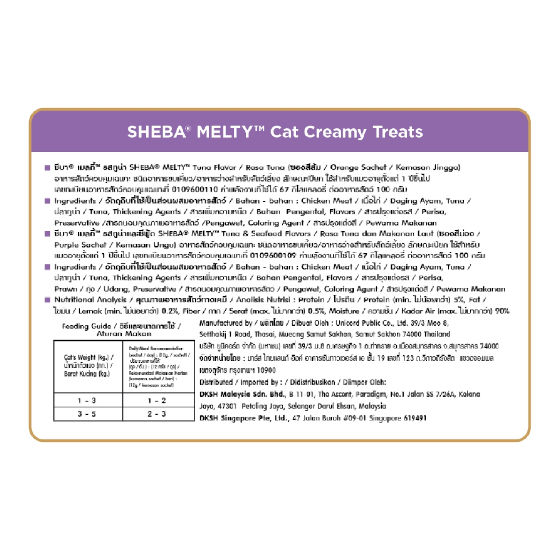 SHEBA® MELTY™ Cat Creamy Treats
ชีบา® เมลตี้™ รสทูน่า SHEBA® MELTY™ Tuna Flavor / Rasa Tuna (ซองสีส้ม / Orange Sachet / Kemasan Jingga)
อาหารสัตว์ควบคุมเฉพาะ ชนิดอาหารขบเคี้ยว/อาหารว่างสำหรับสัตว์เลี้ยง ลักษณะเปียก ใช้สำหรับแมวอายุตั้งแต่ 1 ปีขึ้นไป
เลขทะเบียนอาหารสัตว์ควบคุมเฉพาะที่ 0109600110 ค่าพลังงานที่ใช้ได้ 67 กิโลแคลอรี่ ต่ออาหารสัตว์ 100 กรัม
Ingredients / วัตถุดิบที่ใช้เป็นส่วนผสมอาหารสัตว์ / Bahan - bahan : Chicken Meat / เนื้อไก่ / Daging Ayam, Tuna /
ปลาทูน่า / Tuna, Thickening Agents / สารเพิ่มความหนืด / Bahan Pengental, Flavors / สารปรุงแต่งรส / Perisa,
Preservative /สารถนอมคุณภาพอาหารสัตว์ /Pengawet, Coloring Agent / สารปรุงแต่งสี / Pewarna Makanan
ชีบา® เมลตี้™ รสทูน่าและซีฟู้ด SHEBA® MELTY™ Tuna & Seafood Flavors / Rasa Tuna dan Makanan Laut (ซองสีม่วง /
Purple Sachet / Kemasan Ungu) อาหารสัตว์ควบคุมเฉพาะ ชนิดอาหารขบเคี้ยว/อาหารว่างสำหรับสัตว์เลี้ยง ลักษณะเปียก ใช้สำหรับ
แมวอายุตั้งแต่ 1 ปีขึ้นไป เลขทะเบียนอาหารสัตว์ควบคุมเฉพาะที่ 0109600109 ค่าพลังงานที่ใช้ได้ 67 กิโลแคลอรี่ ต่ออาหารสัตว์ 100 กรัม
Ingredients / วัตถุดิบที่ใช้เป็นส่วนผสมอาหารสัตว์ / Bahan - bahan : Chicken Meat / เนื้อไก่ / Daging Ayam, Tuna /
ปลาทูน่า / Tuna, Thickening Agents / สารเพิ่มความหนืด / Bahan Pengental, Flavors / สารปรุงแต่งรส / Perisa,
Prawn / กุ้ง / Udang, Preservative / สารถนอมคุณภาพอาหารสัตว์ / Pengawet, Coloring Agent / สารปรุงแต่งสี / Pewarna Makanan
Nutritional Analysis / คุณภาพอาหารสัตว์ทางเคมี / Analisis Nutrisi : Protein / โปรตีน / Protein (min. ไม่น้อยกว่า) 5%, Fat /
ไขมัน / Lemak (min. ไม่น้อยกว่า) 0.2%, Fiber / กาก / Serat (max. ไม่มากกว่า) 0.5%, Moisture / ความชื้น / Kadar Air (max. ไม่มากกว่า) 90%
Feeding Guide / วิธีและขนาดการใช้ /
Aturan Makan
Cats Weight (kg.) /
น้ำหนักตัวแมว (กก.) /
Berat Kucing (kg.)
Daily Feed Recommendation
(sachet / day) : (12g / sachet) /
1 - 3 1 - 2
3 - 5 2 - 3
Manufactured by / ผลิตโดย / Dibuat Oleh : Unicord Public Co., Ltd. 39/3 Moo 8,
Setthakij 1 Road, Thasai, Mueang Samut Sakhon, Samut Sakhon 74000 Thailand
บริษัท ยูนิคอร์ด จำกัด (มหาชน) เลขที่ 39/3 ม.8 ถ.เศรษฐกิจ 1 ต.ท่าทราย อ.เมืองสมุทรสาคร จ.สมุทรสาคร 74000
จัดจำหน่ายโดย : มาร์ส ไทยแลนด์ อิงค์ อาคารซันทาวเวอร์ส เอ ชั้น 19 เลขที่ 123 ถ.วิภาวดีรังสิต แขวงจอมพล
เขตจตุจักร กรุงเทพฯ 10900
Distributed / Imported by : / Didistribusikan / Diimpor Oleh:
DKSH Malaysia Sdn. Bhd., B 11-01, The Ascent, Paradigm, No.1 Jalan SS 7/26A, Kelana
Jaya, 47301 Petaling Jaya, Selangor Darul Ehsan, Malaysia
DKSH Singapore Pte, Ltd., 47 Jalan Buroh #09-01 Singapore 619491